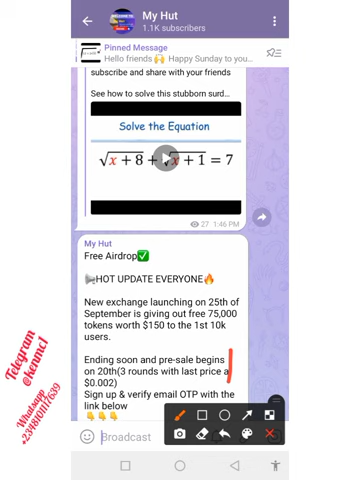 My Hut
1.1K subscribers
Pinned Message
Hello friends 🙌 Happy Sunday to you...
subscribe and share with your friends
See how to solve this stubborn surd...
Solve the Equation
√x + 8 + √x + 1 = 7
27 1:46 PM
My Hut
Free Airdrop✅
📢HOT UPDATE EVERYONE🔥
New exchange launching on 25th of
September is giving out free 75,000
tokens worth $150 to the 1st 10k
users.
Ending soon and pre-sale begins
on 20th(3 rounds with last price a
$0.002)
Sign up & verify email OTP with the
link below
👇👇👇
Broadcast
Telegram
@kenmc1
Whatsapp